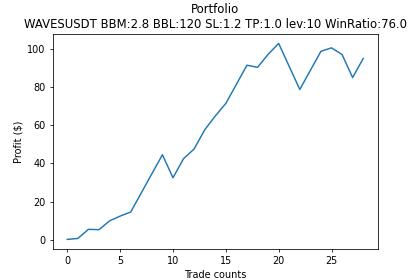 Portfolio
WAVESUSDT BBM:2.8 BBL:120 SL:1.2 TP:1.0 lev:10 WinRatio:76.0
100
80
60
40
20
0
Profit ($)
0 5 10 15 20 25
Trade counts